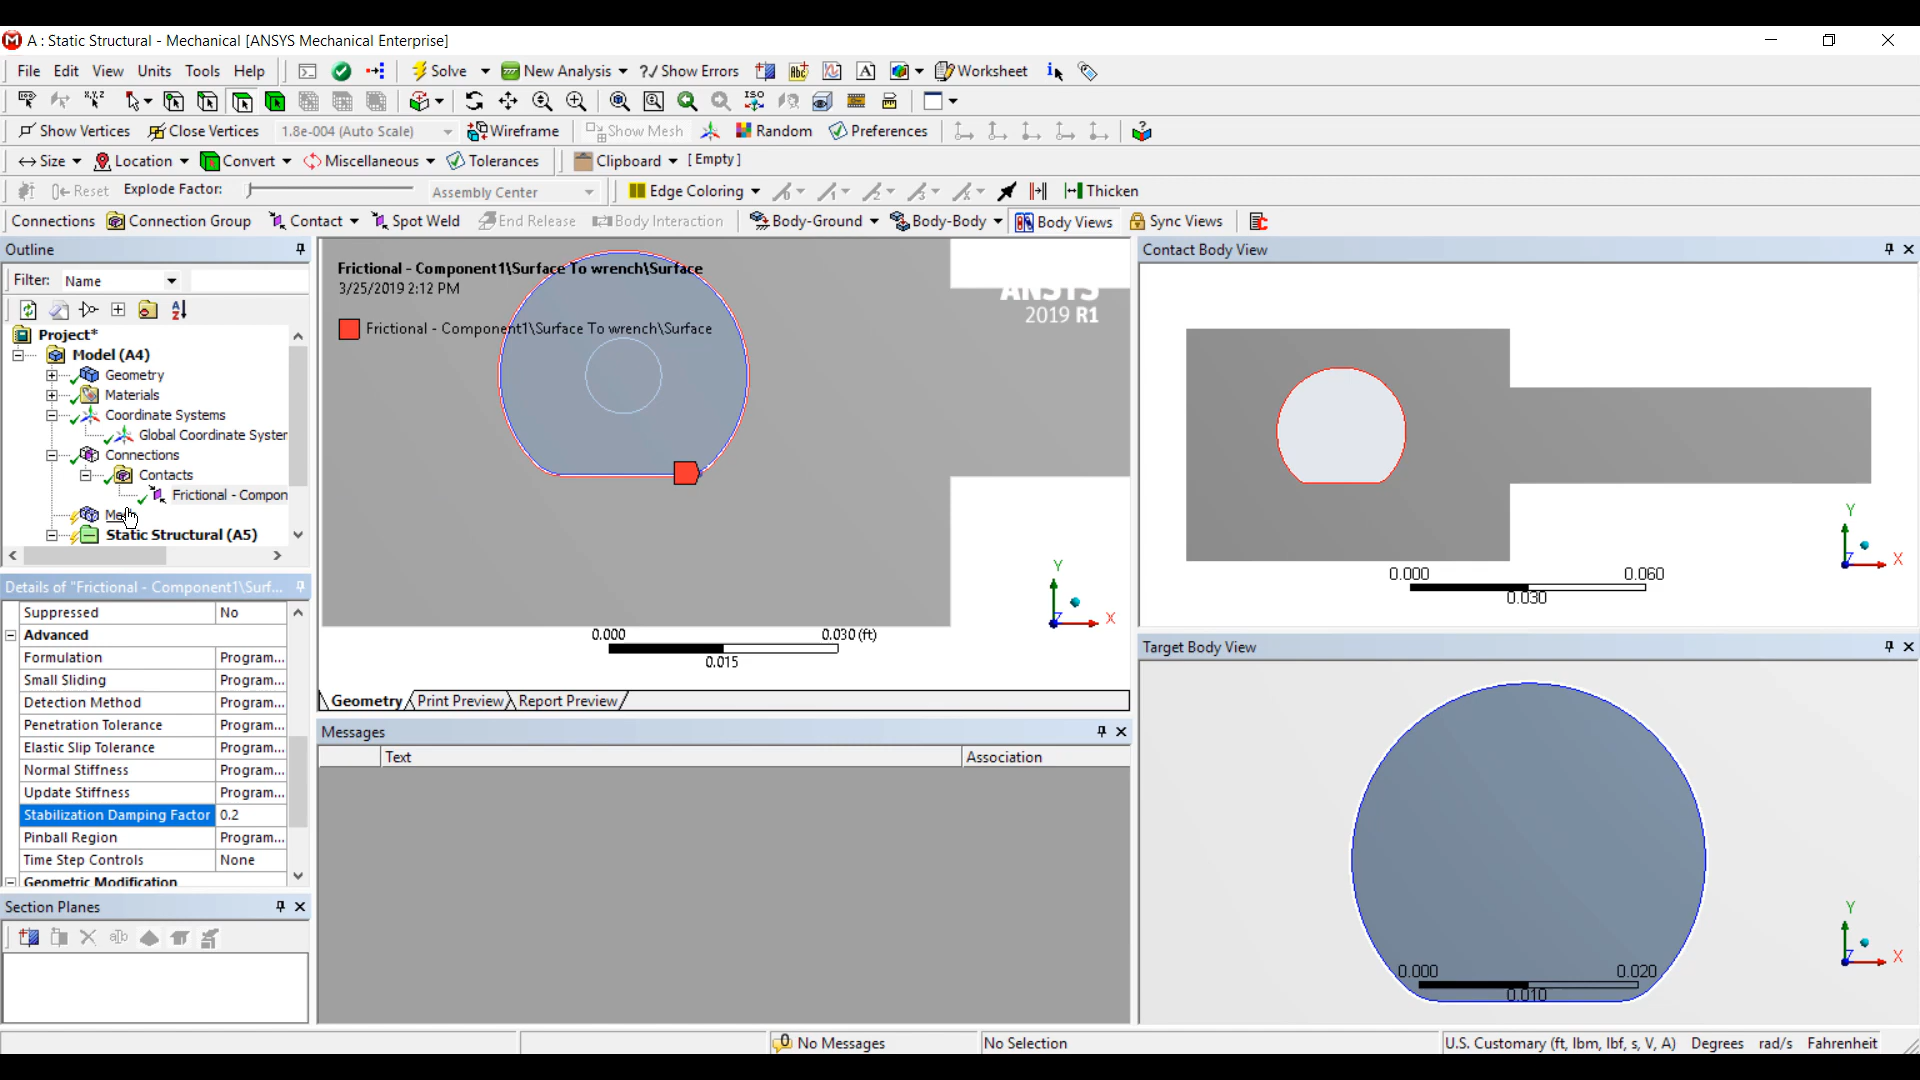 A : Static Structural - Mechanical [ANSYS Mechanical Enterprise]
File Edit View Units Tools Help Solve New Analysis ?/ Show Errors Worksheet
Show Vertices Close Vertices 1.8e-004 (Auto Scale) Wireframe Show Mesh Random Preferences
Size Location Convert Miscellaneous Tolerances Clipboard [ Empty ]
Reset Explode Factor: Assembly Center Edge Coloring Thicken
Connections Connection Group Contact Spot Weld End Release Body Interaction Body-Ground Body-Body Body Views Sync Views
Outline
Filter: Name
Project*
Model (A4)
Geometry
Materials
Coordinate Systems
Global Coordinate Syster
Connections
Contacts
Frictional - Compon
Static Structural (A5)
Details of "Frictional - Component1\Surf...
Suppressed No
Advanced
Formulation Program...
Small Sliding Program...
Detection Method Program...
Penetration Tolerance Program...
Elastic Slip Tolerance Program...
Normal Stiffness Program...
Update Stiffness Program...
Stabilization Damping Factor 0.2
Pinball Region Program...
Time Step Controls None
Geometric Modification
Section Planes
Frictional - Component1\Surface To wrench\Surface
3/25/2019 2:12 PM
Frictional - Component1\Surface To wrench\Surface
ANSYS
2019 R1
Y
X
Z
0.000 0.030 (ft)
0.015
Geometry Print Preview Report Preview
Messages
Text Association
Contact Body View
Y
X
Z
0.000 0.060
0.030
Target Body View
Y
X
Z
0.000 0.020
0.010
No Messages No Selection U.S. Customary (ft, lbm, lbf, s, V, A) Degrees rad/s Fahrenheit